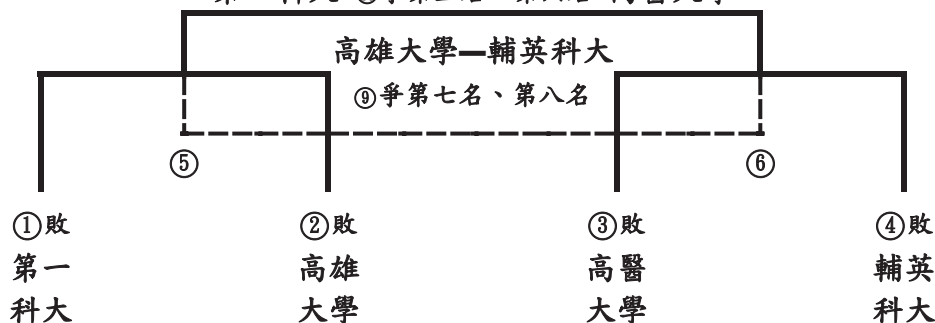 高雄大學—輔英科大
⑨爭第七名、第八名
⑤ ⑥
①敗 ②敗 ③敗 ④敗
第一 高雄 高醫 輔英
科大 大學 大學 科大